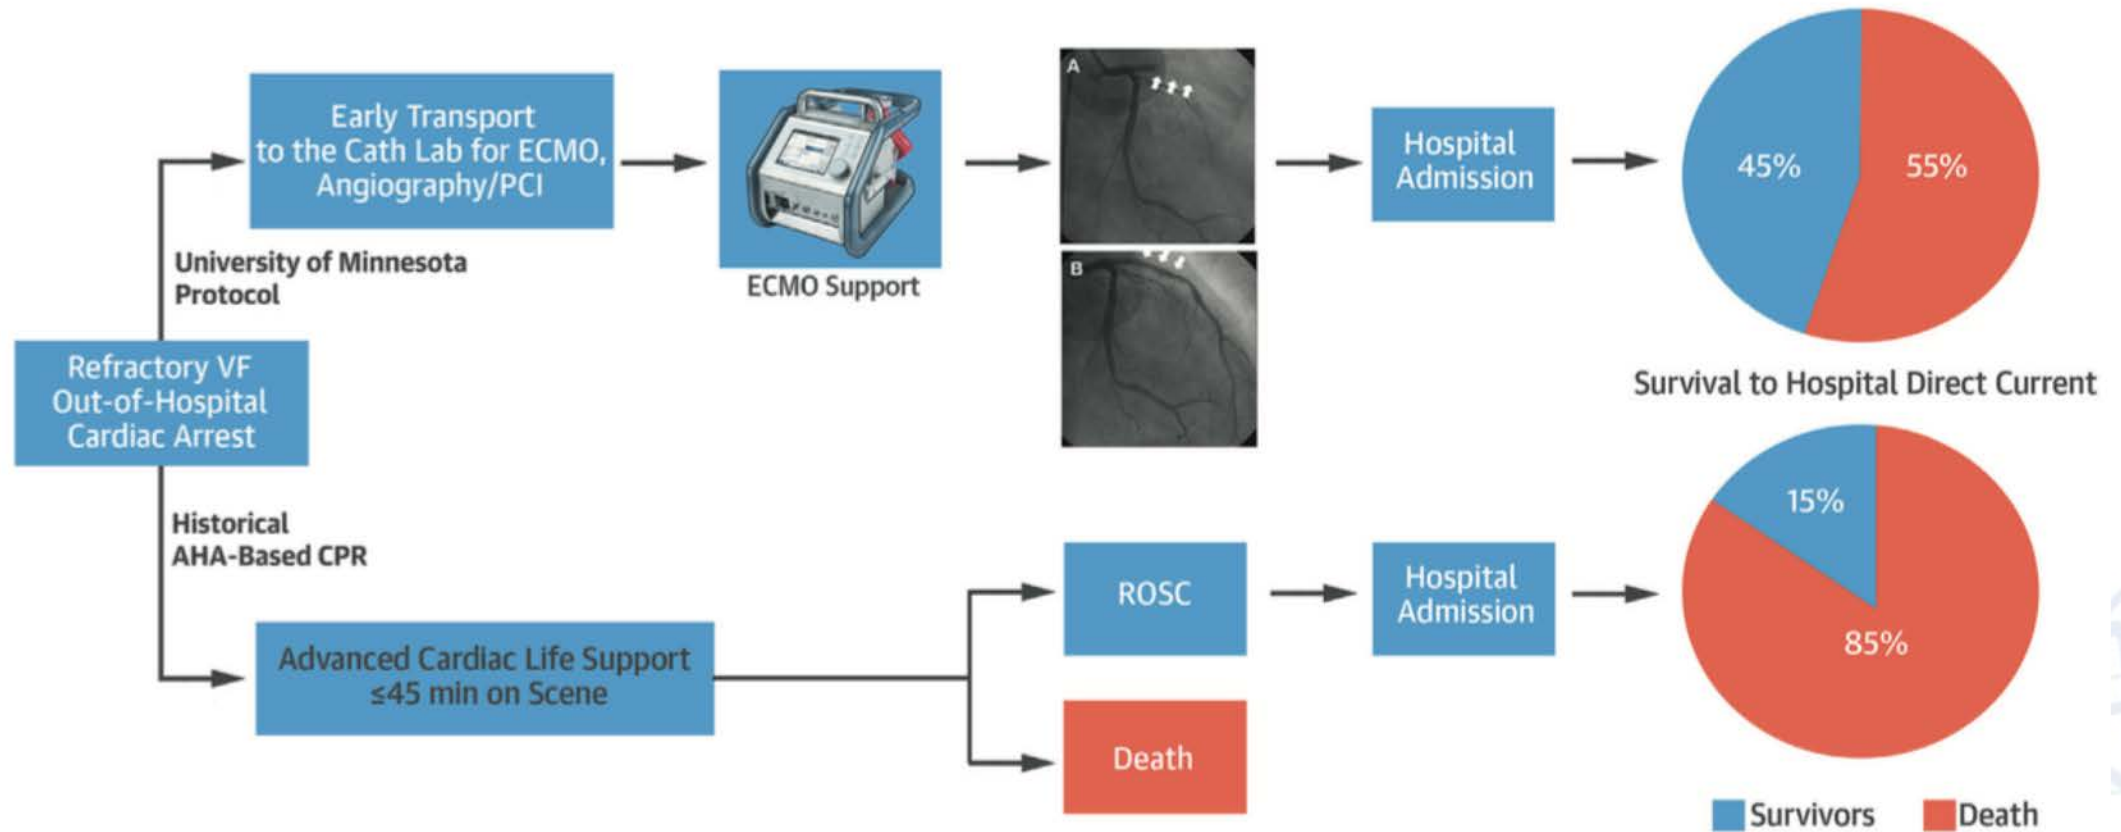 Early Transport
to the Cath Lab for ECMO,
Angiography/PCI
ECMO Support
A
B
Hospital
Admission
45%
55%
Survival to Hospital Direct Current
University of Minnesota
Protocol
Refractory VF
Out-of-Hospital
Cardiac Arrest
Historical
AHA-Based CPR
Advanced Cardiac Life Support
≤45 min on Scene
ROSC
Death
Hospital
Admission
15%
85%
Survivors
Death